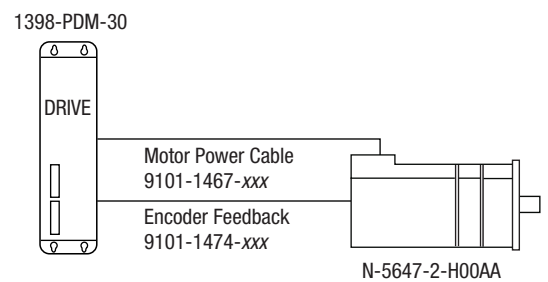 1398-PDM-30
DRIVE
Motor Power Cable
9101-1467-xxx
Encoder Feedback
9101-1474-xxx
N-5647-2-H00AA